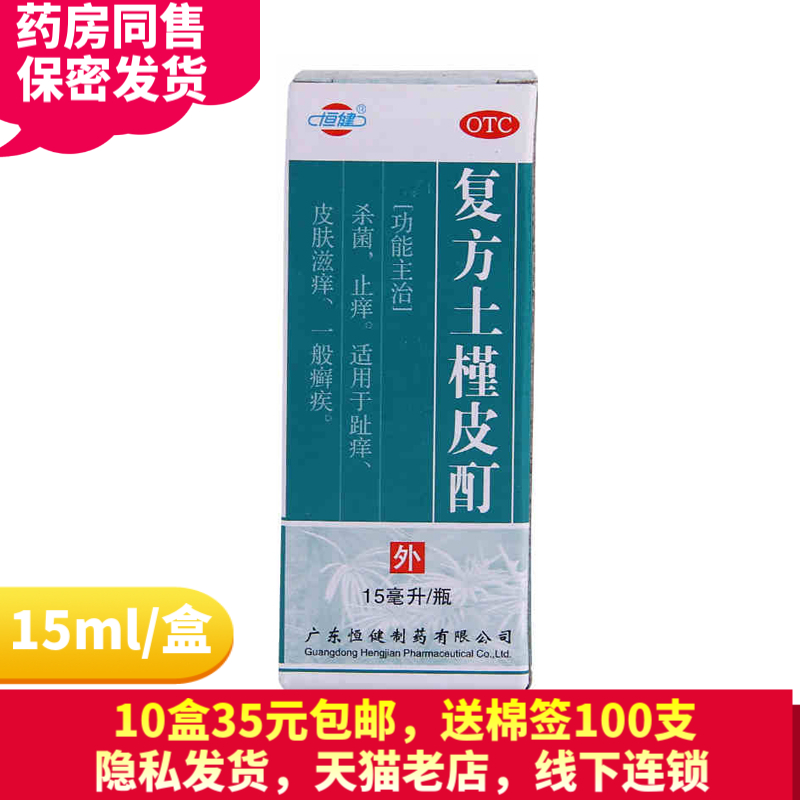 药房同售
保密发货
恒健®
OTC
复方土槿皮酊
[功能主治]
杀菌，止痒。适用于趾痒、
皮肤滋痒、一般癣疾。
外
15毫升/瓶
广东恒健制药有限公司
Guangdong Hengjian Pharmaceutical Co.,Ltd.
15ml/盒
10盒35元包邮，送棉签100支
隐私发货，天猫老店，线下连锁